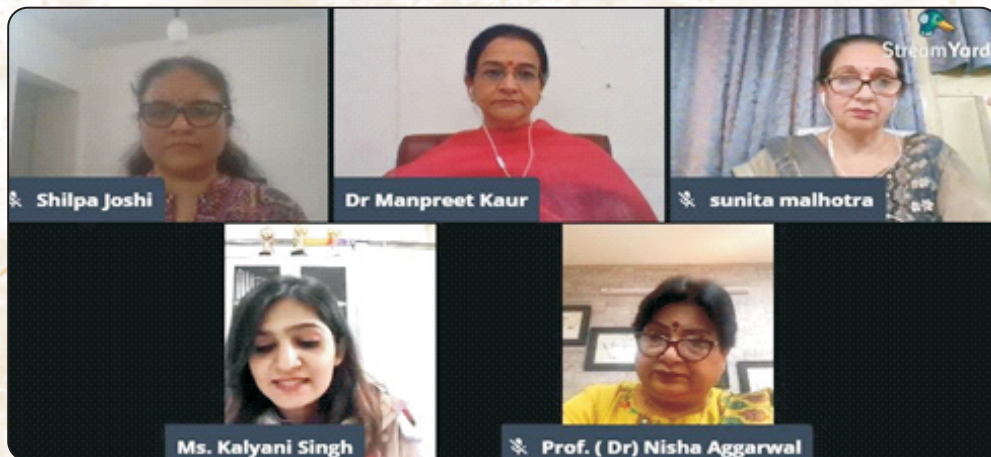 StreamYard
Shilpa Joshi
Dr Manpreet Kaur
sunita malhotra
Ms. Kalyani Singh
Prof. ( Dr) Nisha Aggarwal